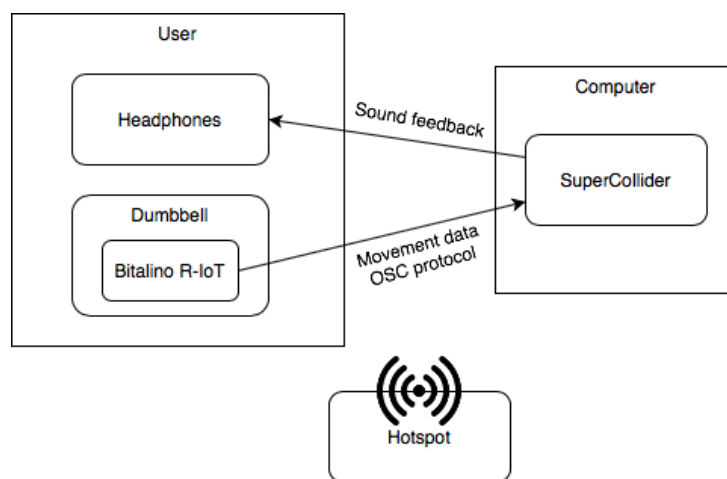 User
Headphones
Dumbbell
Bitalino R-IoT
Sound feedback
Movement data
OSC protocol
Computer
SuperCollider
Hotspot